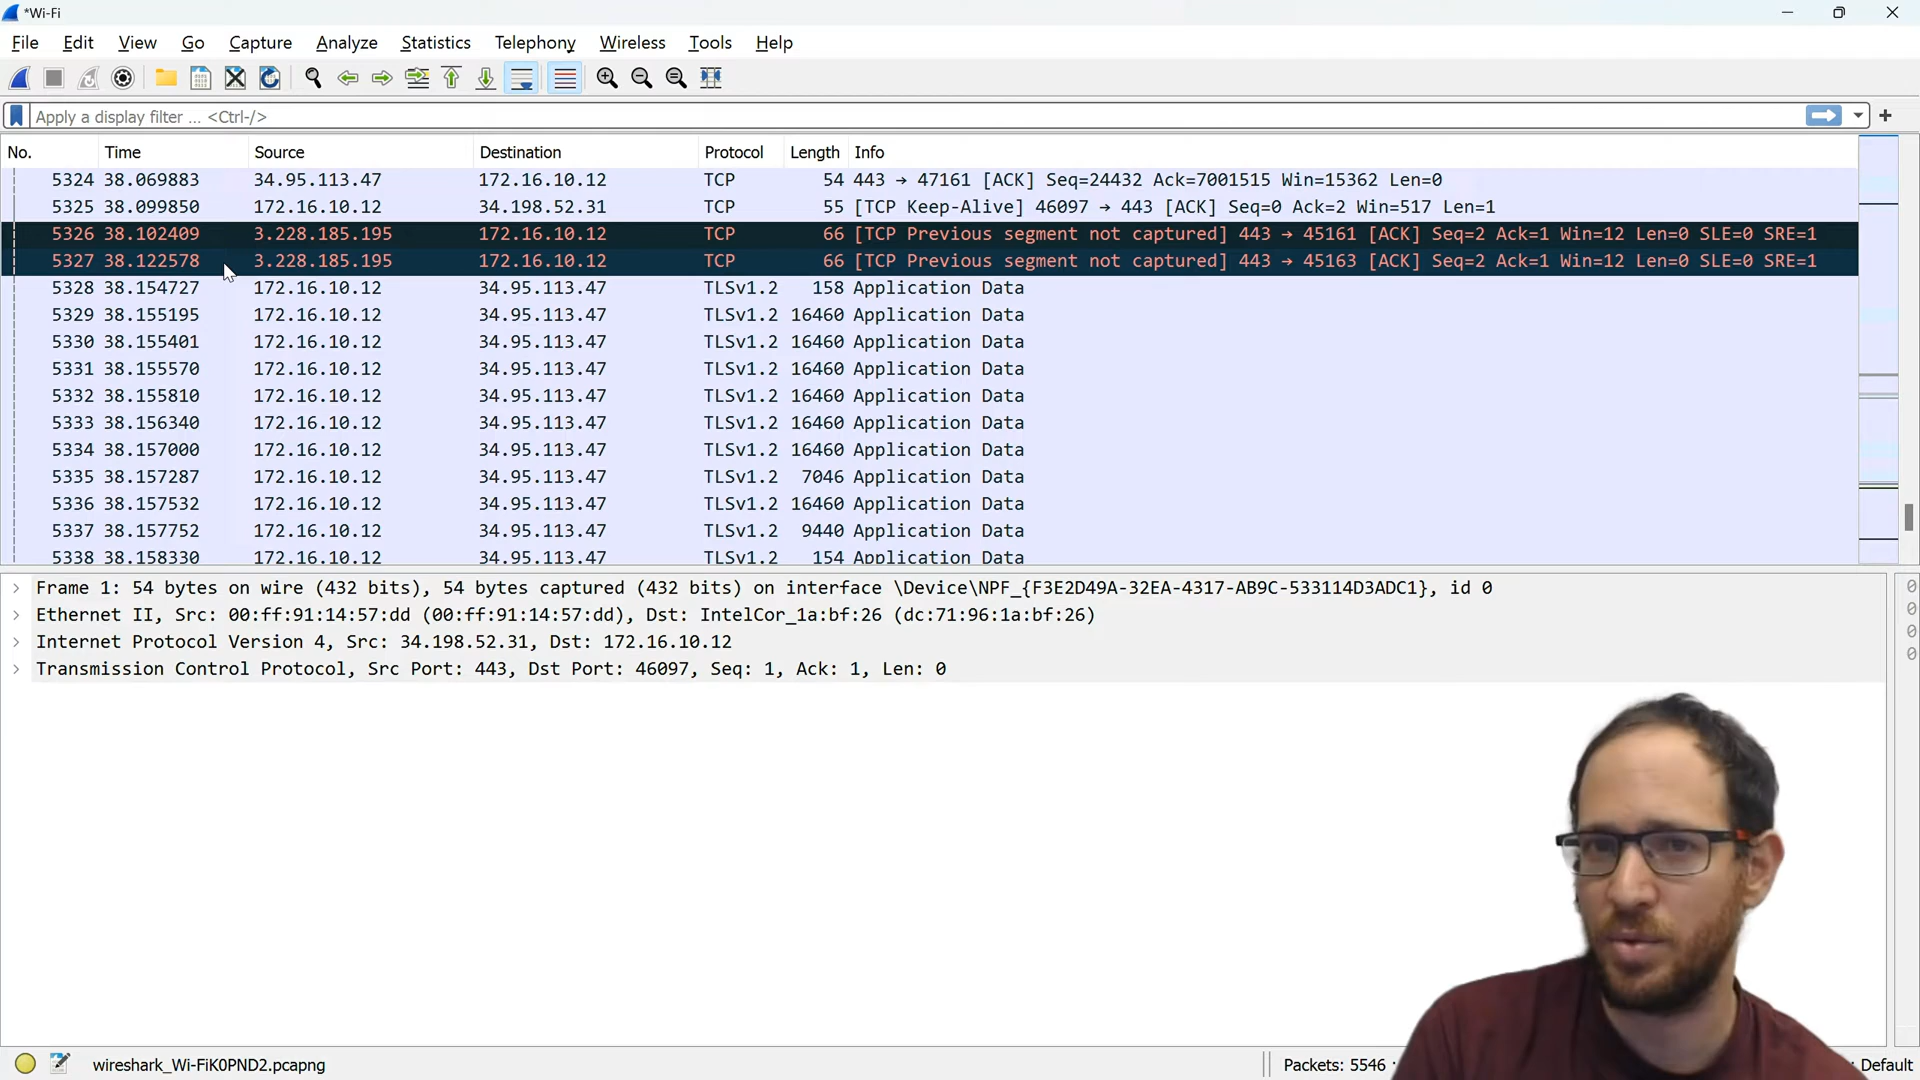 *Wi-Fi
File Edit View Go Capture Analyze Statistics Telephony Wireless Tools Help
Apply a display filter ... <Ctrl-/>
No. Time Source Destination Protocol Length Info
5324 38.069883 34.95.113.47 172.16.10.12 TCP 54 443 → 47161 [ACK] Seq=24432 Ack=7001515 Win=15362 Len=0
5325 38.099850 172.16.10.12 34.198.52.31 TCP 55 [TCP Keep-Alive] 46097 → 443 [ACK] Seq=0 Ack=2 Win=517 Len=1
5326 38.102409 3.228.185.195 172.16.10.12 TCP 66 [TCP Previous segment not captured] 443 → 45161 [ACK] Seq=2 Ack=1 Win=12 Len=0 SLE=0 SRE=1
5327 38.122578 3.228.185.195 172.16.10.12 TCP 66 [TCP Previous segment not captured] 443 → 45163 [ACK] Seq=2 Ack=1 Win=12 Len=0 SLE=0 SRE=1
5328 38.154727 172.16.10.12 34.95.113.47 TLSv1.2 158 Application Data
5329 38.155195 172.16.10.12 34.95.113.47 TLSv1.2 16460 Application Data
5330 38.155401 172.16.10.12 34.95.113.47 TLSv1.2 16460 Application Data
5331 38.155570 172.16.10.12 34.95.113.47 TLSv1.2 16460 Application Data
5332 38.155810 172.16.10.12 34.95.113.47 TLSv1.2 16460 Application Data
5333 38.156340 172.16.10.12 34.95.113.47 TLSv1.2 16460 Application Data
5334 38.157000 172.16.10.12 34.95.113.47 TLSv1.2 16460 Application Data
5335 38.157287 172.16.10.12 34.95.113.47 TLSv1.2 7046 Application Data
5336 38.157532 172.16.10.12 34.95.113.47 TLSv1.2 16460 Application Data
5337 38.157752 172.16.10.12 34.95.113.47 TLSv1.2 9440 Application Data
5338 38.158330 172.16.10.12 34.95.113.47 TLSv1.2 154 Application Data
Frame 1: 54 bytes on wire (432 bits), 54 bytes captured (432 bits) on interface \Device\NPF_{F3E2D49A-32EA-4317-AB9C-533114D3ADC1}, id 0
Ethernet II, Src: 00:ff:91:14:57:dd (00:ff:91:14:57:dd), Dst: IntelCor_1a:bf:26 (dc:71:96:1a:bf:26)
Internet Protocol Version 4, Src: 34.198.52.31, Dst: 172.16.10.12
Transmission Control Protocol, Src Port: 443, Dst Port: 46097, Seq: 1, Ack: 1, Len: 0
0
0
0
0
wireshark_Wi-FiK0PND2.pcapng Packets: 5546 · : Default